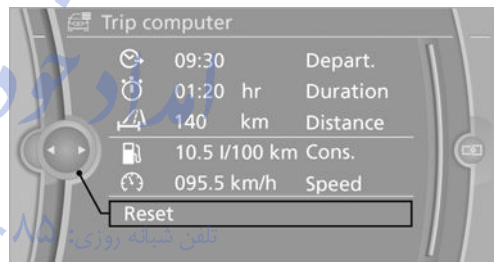 Trip computer
09:30 Depart.
01:20 hr Duration
140 km Distance
10.5 l/100 km Cons.
095.5 km/h Speed
Reset
تلفن شبانه روزی: